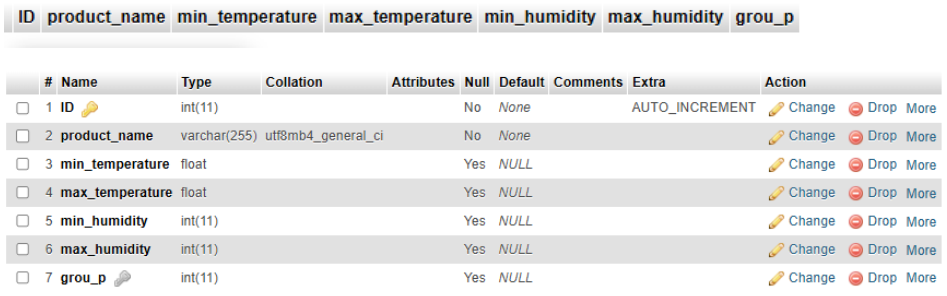 ID product_name min_temperature max_temperature min_humidity max_humidity grou_p
# Name Type Collation Attributes Null Default Comments Extra Action
1 ID int(11) No None AUTO_INCREMENT Change Drop More
2 product_name varchar(255) utf8mb4_general_ci No None Change Drop More
3 min_temperature float Yes NULL Change Drop More
4 max_temperature float Yes NULL Change Drop More
5 min_humidity int(11) Yes NULL Change Drop More
6 max_humidity int(11) Yes NULL Change Drop More
7 grou_p int(11) Yes NULL Change Drop More